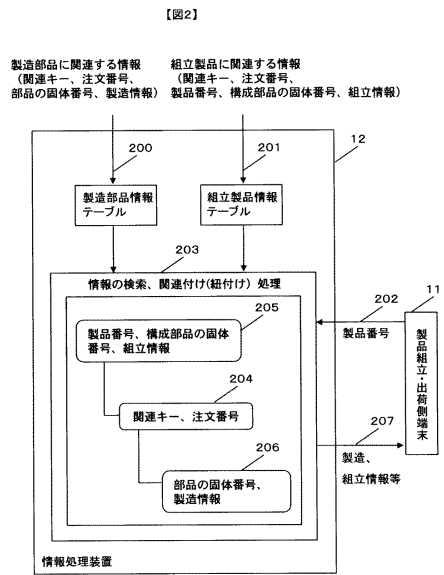 【図2】
製造部品に関連する情報
(関連キー、注文番号、
部品の固体番号、製造情報)
組立製品に関連する情報
(関連キー、注文番号、
製品番号、構成部品の固体番号、組立情報)
200
201
12
製造部品情報
テーブル
組立製品情報
テーブル
203
情報の検索、関連付け(紐付け) 処理
205
製品番号、構成部品の固体
番号、組立情報
204
関連キー、注文番号
206
部品の固体番号、
製造情報
202
製品番号
11
製品組立・出荷側端末
207
製造、
組立情報等
情報処理装置